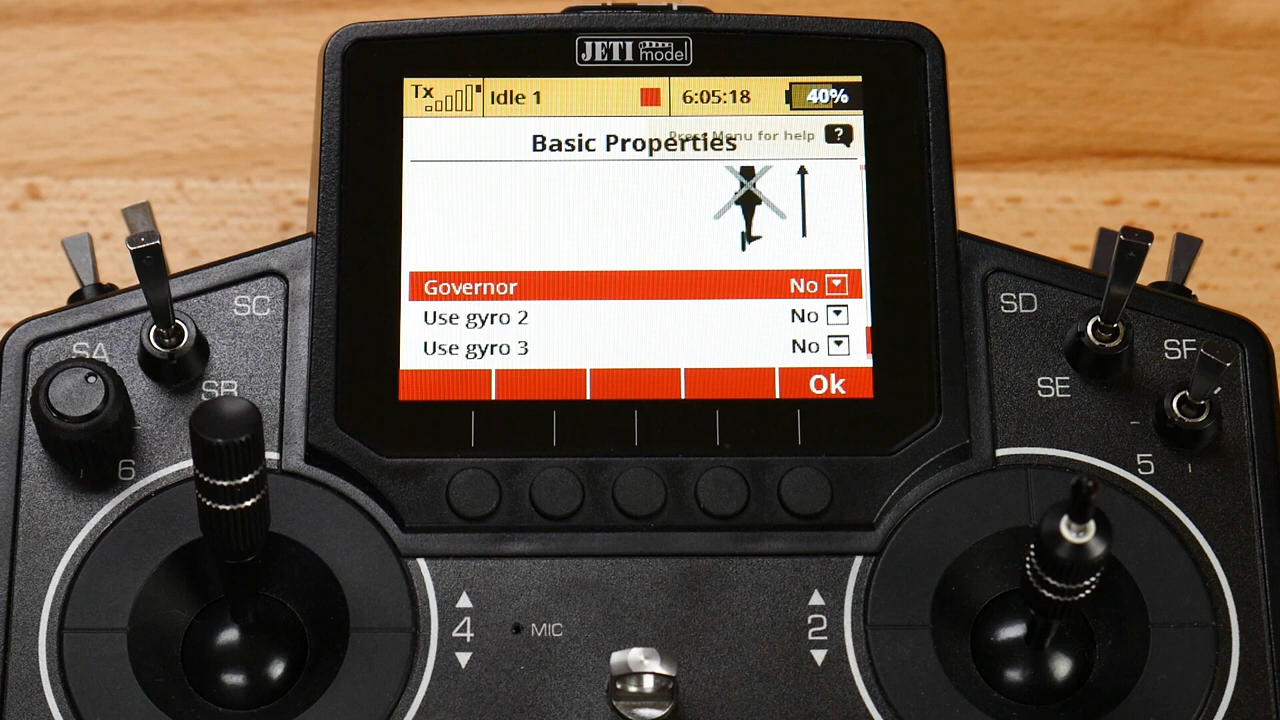 JETI model
Tx Idle 1 6:05:18 40%
Press Menu for help ?
Basic Properties
Governor No
Use gyro 2 No
Use gyro 3 No
Ok
SC
SD
SA
SF
SB
SE
6
5
4
MIC
2